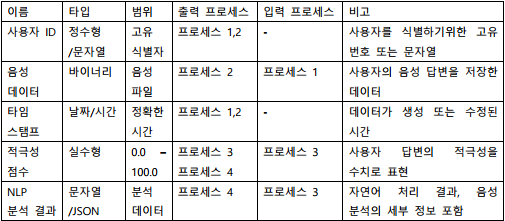 이름 타입 범위 출력 프로세스 입력 프로세스 비고
사용자 ID 정수형 고유 프로세스 1,2 - 사용자를 식별하기위한 고유
/문자열 식별자 번호 또는 문자열
음성 바이너리 음성 프로세스 2 프로세스 1 사용자의 음성 답변을 저장한
데이터 파일 데이터
타임 날짜/시간 정확한 프로세스 1,2 - 데이터가 생성 또는 수정된
스탬프 시간 시간
적극성 실수형 0.0 – 프로세스 3 프로세스 3 사용자 답변의 적극성을
점수 100.0 프로세스 4 수치로 표현
NLP 문자열 분석 프로세스 4 프로세스 3 자연어 처리 결과, 음성
분석 결과 /JSON 데이터 분석의 세부 정보 포함